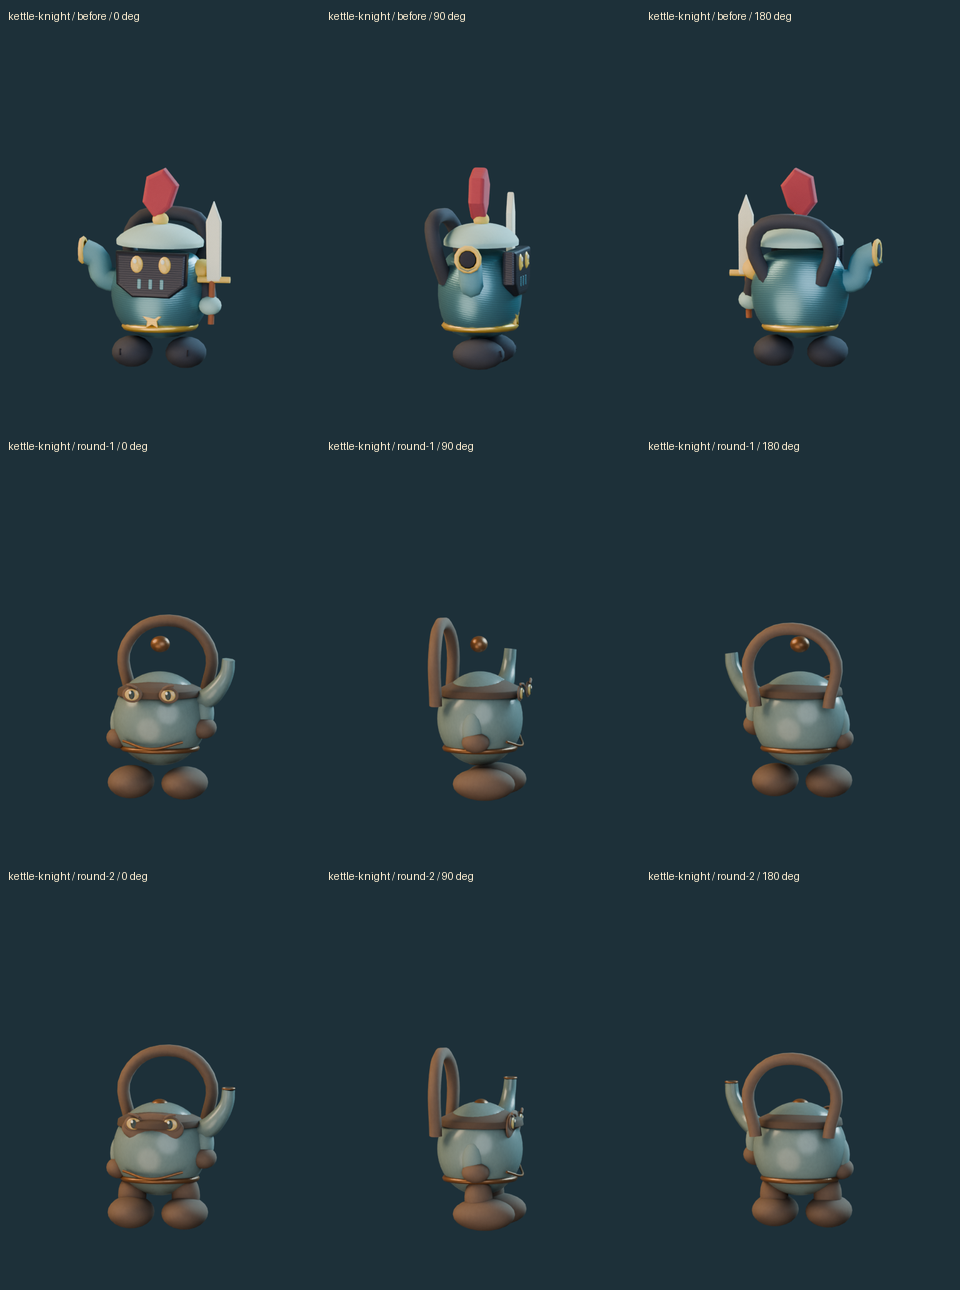 kettle-knight / before / 0 deg
kettle-knight / before / 90 deg
kettle-knight / before / 180 deg
kettle-knight / round-1 / 0 deg
kettle-knight / round-1 / 90 deg
kettle-knight / round-1 / 180 deg
kettle-knight / round-2 / 0 deg
kettle-knight / round-2 / 90 deg
kettle-knight / round-2 / 180 deg